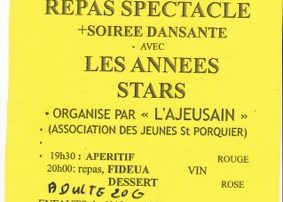 REPAS SPECTACLE
+SOIREE DANSANTE
• AVEC
LES ANNEES
STARS
• ORGANISE PAR « L'AJEUSAIN »
• (ASSOCIATION DES JEUNES St PORQUIER)
• 19h30 : APERITIF ROUGE
20h00: repas, FIDEUA VIN
DESSERT ROSE
ADULTE 20€